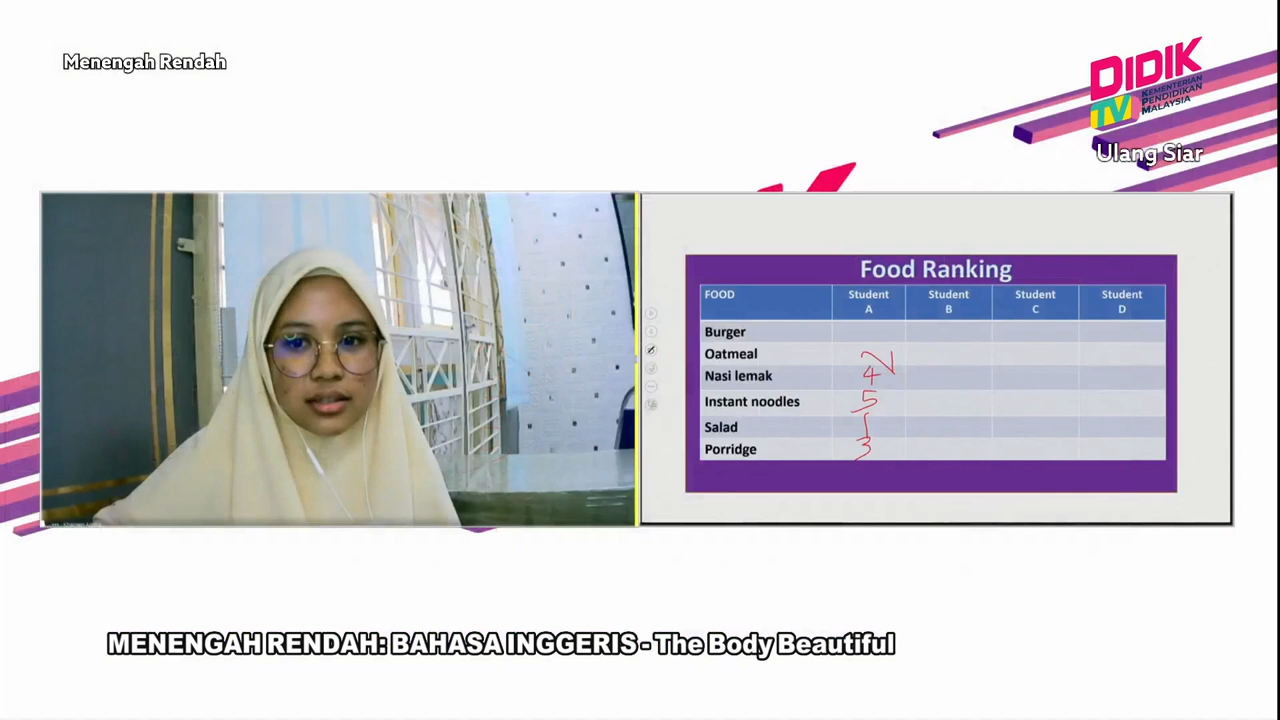 Menengah Rendah
DIDIK
TV
KEMENTERIAN
PENDIDIKAN
MALAYSIA
Ulang Siar
Food Ranking
FOOD Student A Student B Student C Student D
Burger
Oatmeal
Nasi lemak 4
Instant noodles 5
Salad 1
Porridge 3
MENENGAH RENDAH: BAHASA INGGERIS - The Body Beautiful